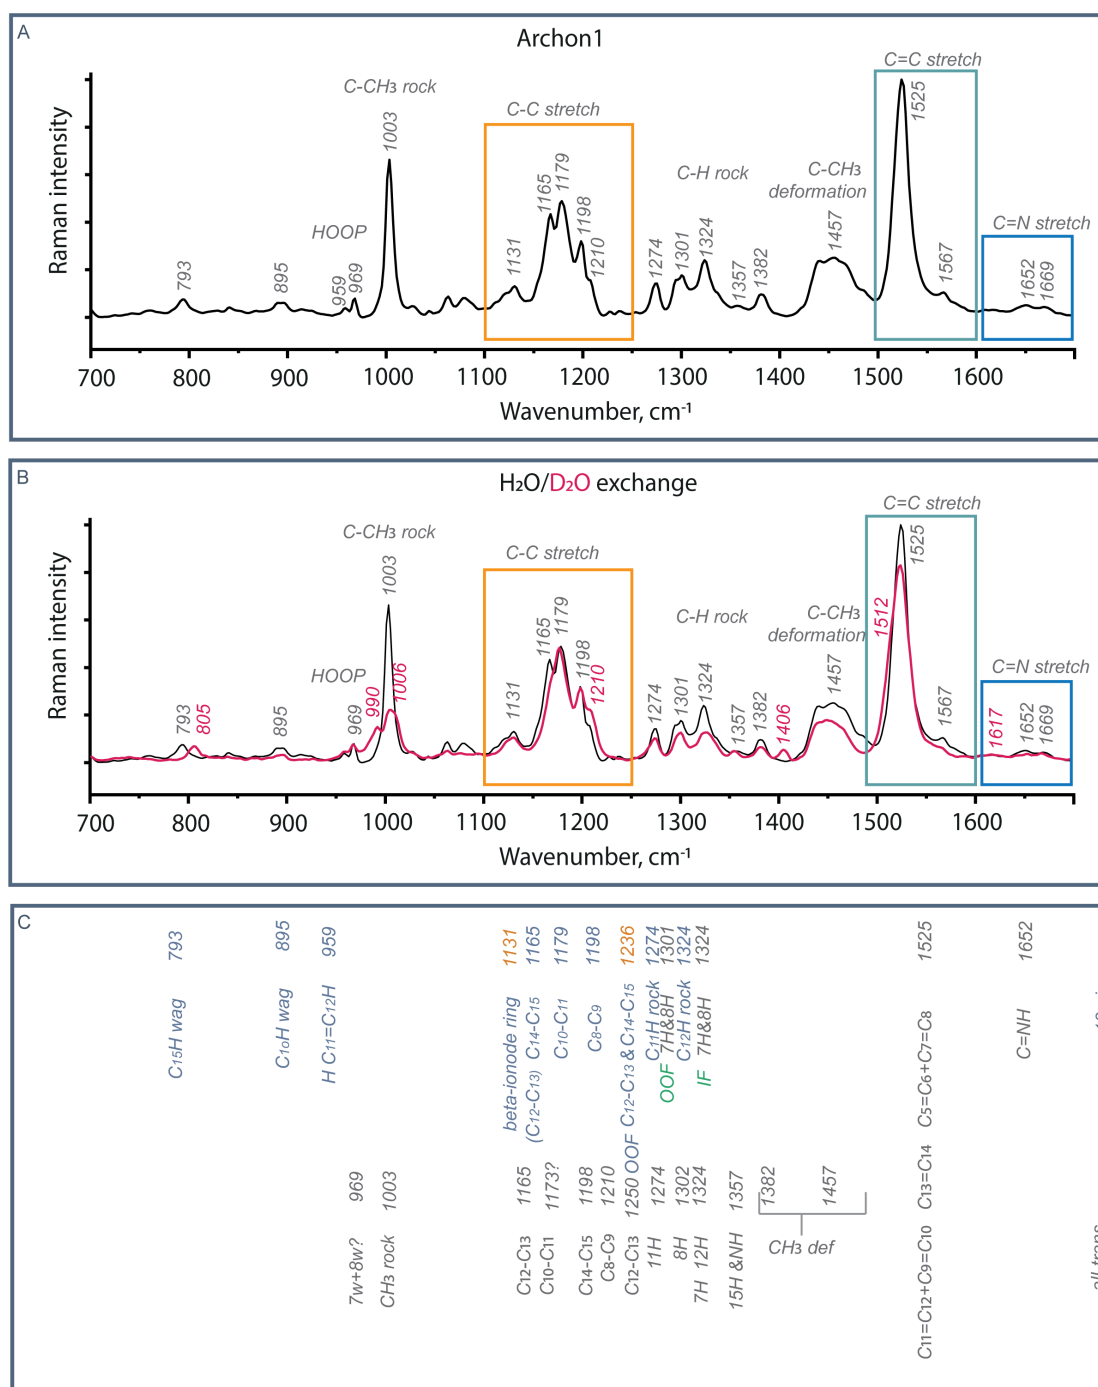 A
Archon1
C=C stretch
C-CH₃ rock
C-C stretch
1003
1525
C-H rock
C-CH₃
deformation
HOOP
C=N stretch
793
895
959
969
1131
1165
1179
1198
1210
1274
1301
1324
1357
1382
1457
1567
1652
1669
Raman intensity
700 800 900 1000 1100 1200 1300 1400 1500 1600
Wavenumber, cm⁻¹
B
H₂O/D₂O exchange
C=C stretch
C-CH₃ rock
C-C stretch
1003
1525
C-H rock
C-CH₃
deformation
HOOP
C=N stretch
793
805
895
969
990
1006
1131
1165
1179
1198
1210
1274
1301
1324
1357
1382
1406
1457
1512
1567
1617
1652
1669
Raman intensity
700 800 900 1000 1100 1200 1300 1400 1500 1600
Wavenumber, cm⁻¹
C
C₁₅H wag 793
C₁₀H wag 895
H C₁₁=C₁₂H 959
beta-ionode ring 1131
(C₁₂-C₁₃) C₁₄-C₁₅ 1165
C₁₀-C₁₁ 1179
C₈-C₉ 1198
1250 OOF C₁₂-C₁₃ & C₁₄-C₁₅ 1236
C₁₁H rock 1274
OOF 7H&8H 1301
C₁₂H rock 1324
IF 7H&8H 1324
C₁₁=C₁₂+C₉=C₁₀ C₁₃=C₁₄ C₅=C₆+C₇=C₈ 1525
C=NH 1652
7w+8w? 969
CH₃ rock 1003
C₁₂-C₁₃ 1165
C₁₀-C₁₁ 1173?
C₁₄-C₁₅ 1198
C₈-C₉ 1210
C₁₂-C₁₃
11H 1274
8H 1302
7H 12H 1324
15H &NH 1357
1382
1457
CH₃ def